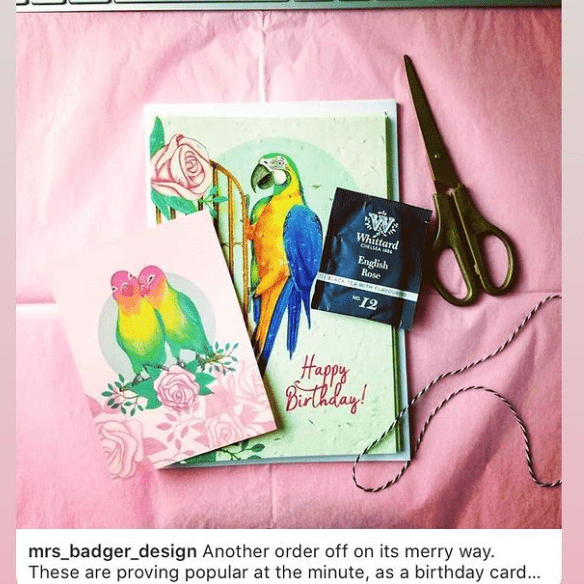 W
Whittard
CHELSEA 1886
English
Rose
BLACK TEA WITH FLAVOURING
NO. 12
Happy
Birthday!
mrs_badger_design Another order off on its merry way.
These are proving popular at the minute, as a birthday card...